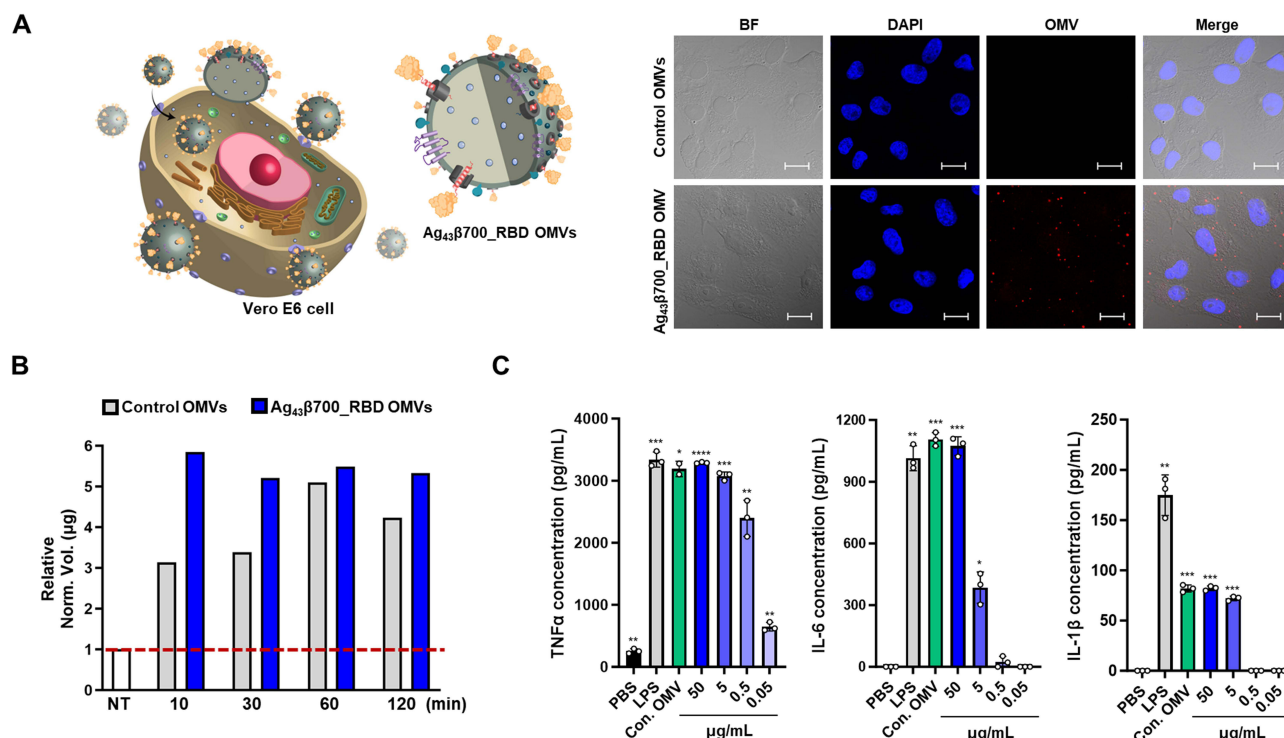 A
Vero E6 cell
Ag₄₃β700_RBD OMVs
BF
DAPI
OMV
Merge
Control OMVs
Ag₄₃β700_RBD OMV
B
Control OMVs
Ag₄₃β700_RBD OMVs
Relative
Norm. Vol. (μg)
6
5
4
3
2
1
0
NT
10
30
60
120
(min)
C
TNFα concentration (pg/mL)
4000
3000
2000
1000
0
**
***
*
****
***
**
**
PBS
LPS
Con. OMV
50
5
0.5
0.05
μg/mL
IL-6 concentration (pg/mL)
1200
900
600
300
0
**
***
***
*
PBS
LPS
Con. OMV
50
5
0.5
0.05
μg/mL
IL-1β concentration (pg/mL)
250
200
150
100
50
0
**
***
***
***
PBS
LPS
Con. OMV
50
5
0.5
0.05
μg/mL